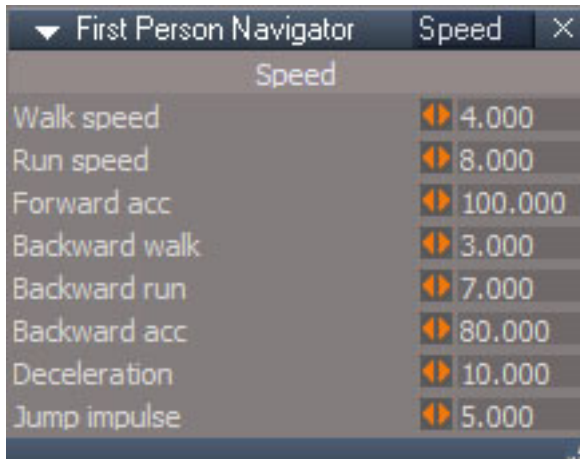 First Person Navigator Speed
Speed
Walk speed 4.000
Run speed 8.000
Forward acc 100.000
Backward walk 3.000
Backward run 7.000
Backward acc 80.000
Deceleration 10.000
Jump impulse 5.000